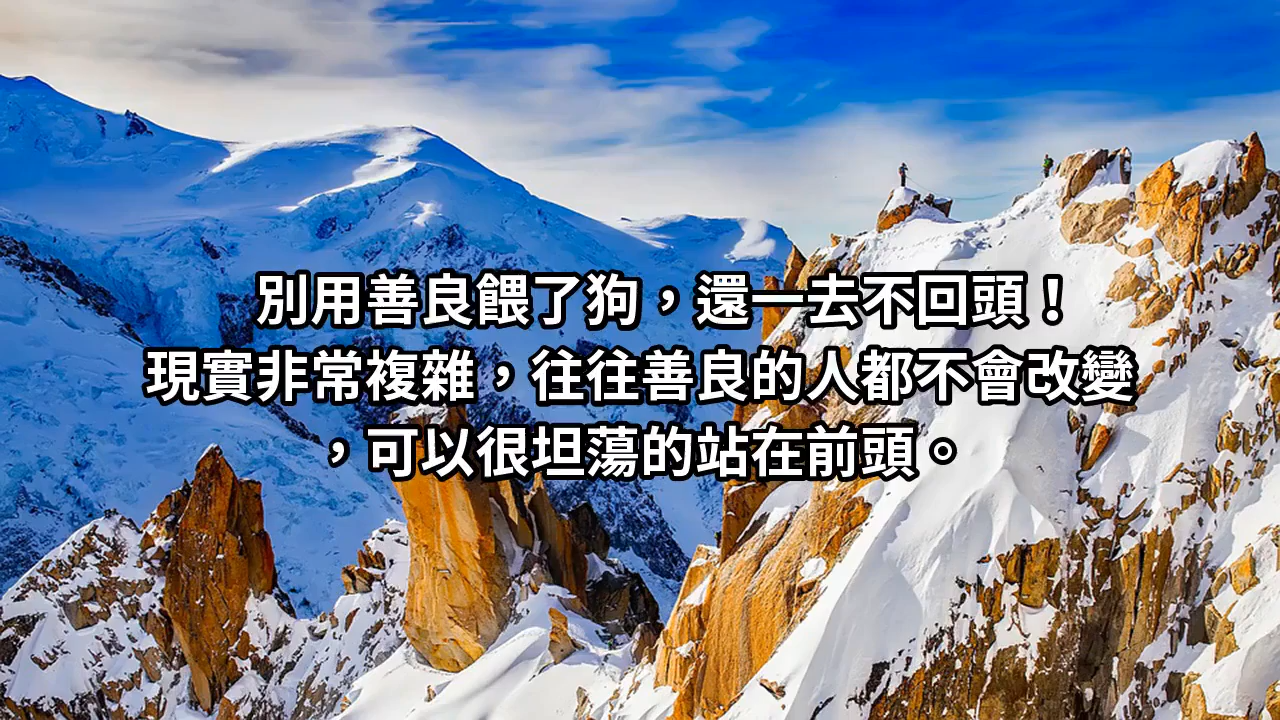 別用善良餵了狗，還一去不回頭！
現實非常複雜，往往善良的人都不會改變
，可以很坦蕩的站在前頭。